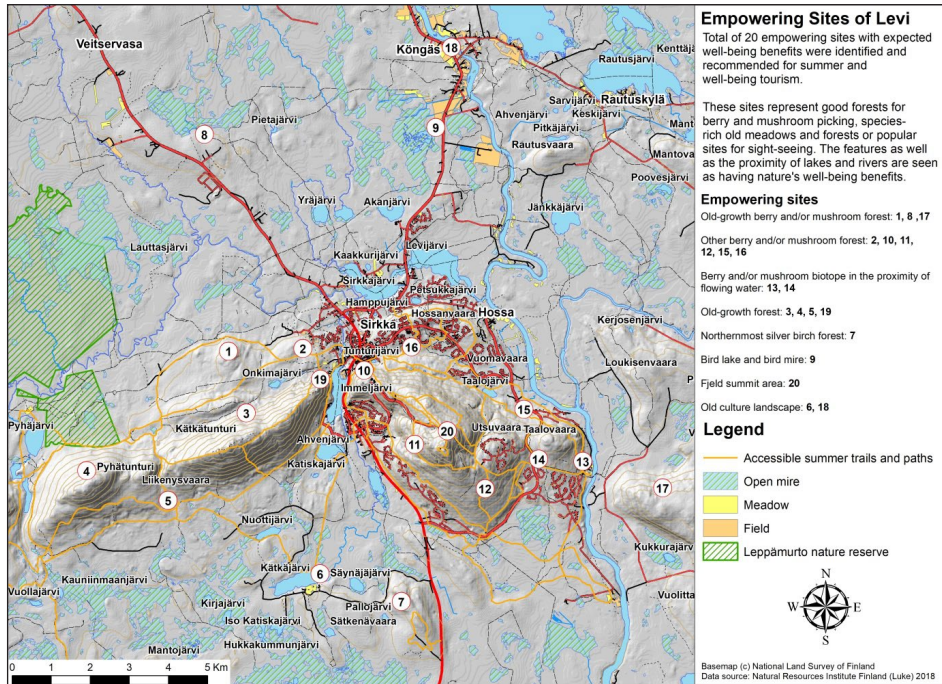 Empowering Sites of Levi
Total of 20 empowering sites with expected
well-being benefits were identified and
recommended for summer and
well-being tourism.
These sites represent good forests for
berry and mushroom picking, species-
rich old meadows and forests or popular
sites for sight-seeing. The features as well
as the proximity of lakes and rivers are seen
as having nature's well-being benefits.
Empowering sites
Old-growth berry and/or mushroom forest: 1, 8 ,17
Other berry and/or mushroom forest: 2, 10, 11,
12, 15, 16
Berry and/or mushroom biotope in the proximity of
flowing water: 13, 14
Old-growth forest: 3, 4, 5, 19
Northernmost silver birch forest: 7
Bird lake and bird mire: 9
Fjeld summit area: 20
Old culture landscape: 6, 18
Legend
Accessible summer trails and paths
Open mire
Meadow
Field
Leppämurto nature reserve
N
W
E
S
Basemap (c) National Land Survey of Finland
Data source: Natural Resources Institute Finland (Luke) 2018
Veitservasa
Köngäs
18
Kenttäj
Rautusjärvi
Rautuskylä
Sarvijärvi
Keskijärvi
Ahvenjärvi
Pitkäjärvi
Mant
Rautusvaara
Mantova
Poovesjärvi
8
Pietajärvi
9
Yräjärvi
Akanjärvi
Jänkkäjärvi
Lauttasjärvi
Levijärvi
Kaakkurijärvi
Sirkkajärvi
Petsukkajärvi
Hamppujärvi
Hossanvaara
Hossa
Sirkka
Kerjosenjärvi
1
2
Tunturijärvi
16
Vuomavaara
Loukisenvaara
P
Onkimajärvi
19
10
Immeljärvi
Taalojärvi
3
Kätkätunturi
15
Pyhäjärvi
20
Utsuvaara
Taalovaara
11
V
Ahvenjärvi
4
Pyhätunturi
Katiskajärvi
14
13
Liikenysvaara
5
12
17
Nuottijärvi
Kukkurajärv
Kätkäjärvi
6
Säynäjäjärvi
Kauniinmaanjärvi
Vuollajärvi
Vuolitta
Kirjajärvi
Pallojärvi
7
Iso Katiskajärvi
Sätkenävaara
Hukkakummunjärvi
Mantojärvi
0
1
2
3
4
5 Km